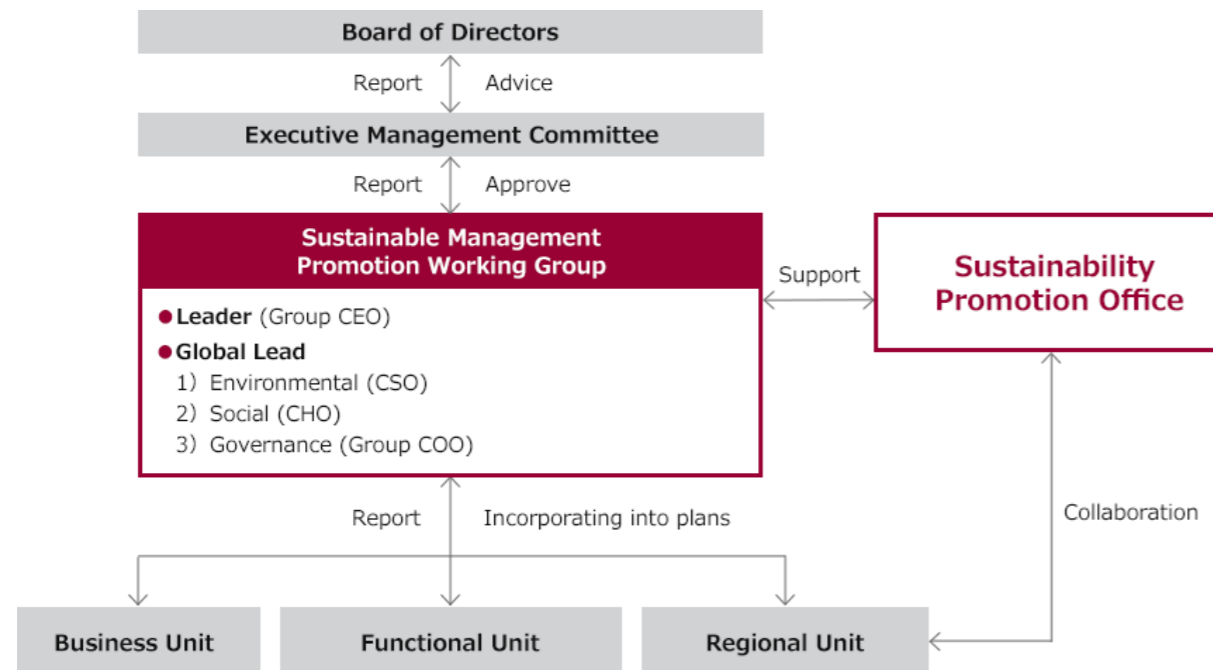 Board of Directors
Report
Advice
Executive Management Committee
Report
Approve
Sustainable Management
Promotion Working Group
●Leader (Group CEO)
●Global Lead
1）Environmental (CSO)
2）Social (CHO)
3）Governance (Group COO)
Support
Sustainability
Promotion Office
Report
Incorporating into plans
Collaboration
Business Unit
Functional Unit
Regional Unit